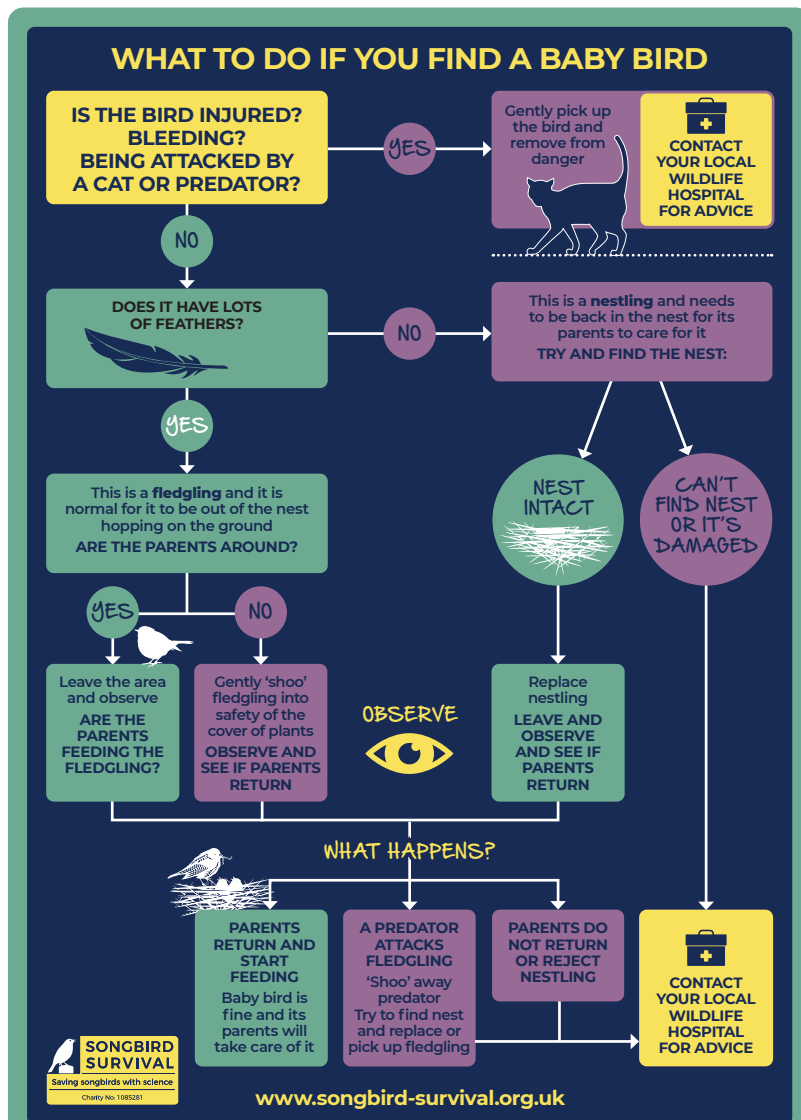 WHAT TO DO IF YOU FIND A BABY BIRD
IS THE BIRD INJURED?
BLEEDING?
BEING ATTACKED BY
A CAT OR PREDATOR?
YES
Gently pick up
the bird and
remove from
danger
CONTACT
YOUR LOCAL
WILDLIFE
HOSPITAL
FOR ADVICE
NO
DOES IT HAVE LOTS
OF FEATHERS?
NO
This is a nestling and needs
to be back in the nest for its
parents to care for it
TRY AND FIND THE NEST:
YES
This is a fledgling and it is
normal for it to be out of the nest
hopping on the ground
ARE THE PARENTS AROUND?
NEST
INTACT
CAN'T
FIND NEST
OR IT'S
DAMAGED
YES
NO
Leave the area
and observe
ARE THE
PARENTS
FEEDING THE
FLEDGLING?
Gently ‘shoo’
fledgling into
safety of the
cover of plants
OBSERVE AND
SEE IF PARENTS
RETURN
OBSERVE
Replace
nestling
LEAVE AND
OBSERVE
AND SEE IF
PARENTS
RETURN
WHAT HAPPENS?
PARENTS
RETURN AND
START
FEEDING
Baby bird is
fine and its
parents will
take care of it
A PREDATOR
ATTACKS
FLEDGLING
‘Shoo’ away
predator
Try to find nest
and replace or
pick up fledgling
PARENTS DO
NOT RETURN
OR REJECT
NESTLING
CONTACT
YOUR LOCAL
WILDLIFE
HOSPITAL
FOR ADVICE
SONGBIRD
SURVIVAL
Saving songbirds with science
Charity No: 1085281
www.songbird-survival.org.uk